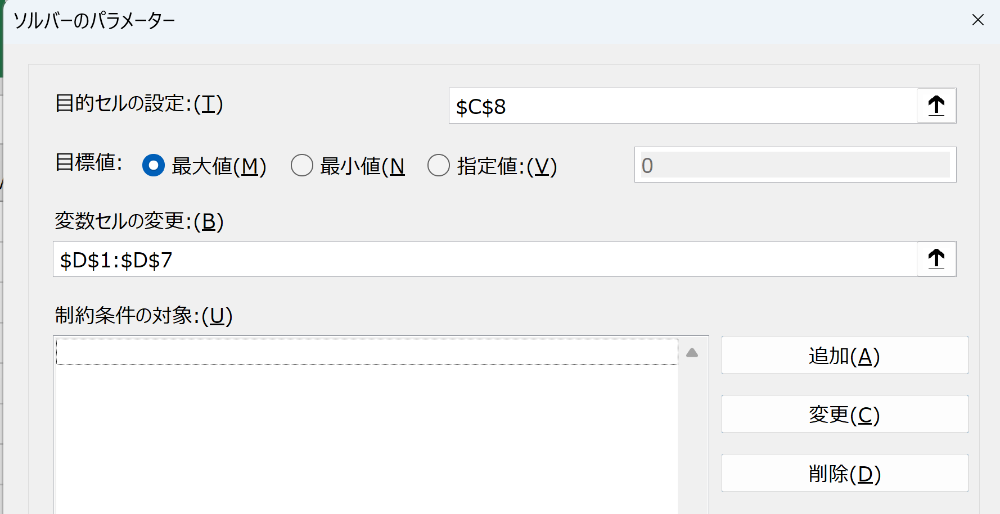 ソルバーのパラメーター
目的セルの設定:(T)
$C$8
目標値:
最大値(M)
最小値(N
指定値:(V)
0
変数セルの変更:(B)
$D$1:$D$7
制約条件の対象:(U)
追加(A)
変更(C)
削除(D)